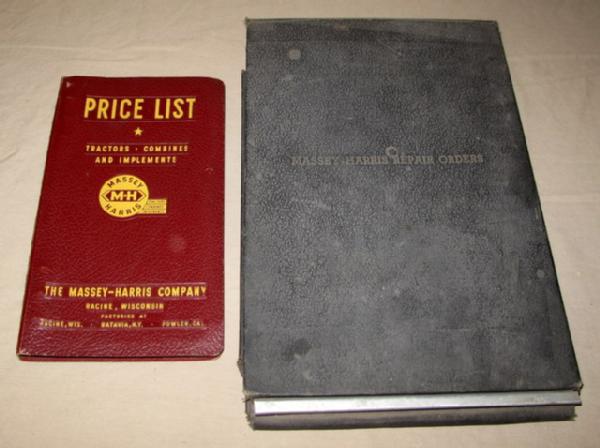 PRICE LIST
TRACTORS · COMBINES
AND IMPLEMENTS
MASSEY
M-H
HARRIS
THE MASSEY-HARRIS COMPANY
RACINE, WISCONSIN
FACTORIES AT
RACINE, WIS. · BATAVIA, N.Y. · FOWLER, CAL.
MASSEY-HARRIS REPAIR ORDERS